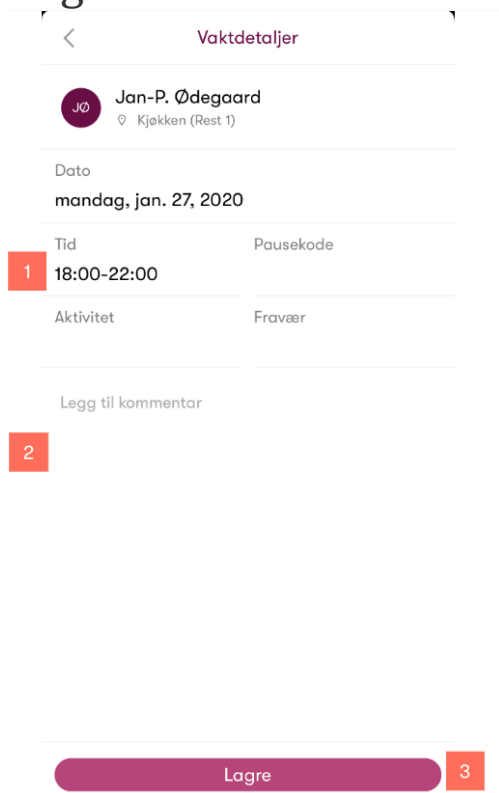 Vaktdetaljer
JØ
Jan-P. Ødegaard
Kjøkken (Rest 1)
Dato
mandag, jan. 27, 2020
Tid Pausekode
1 18:00-22:00
Aktivitet Fravær
Legg til kommentar
2
Lagre 3